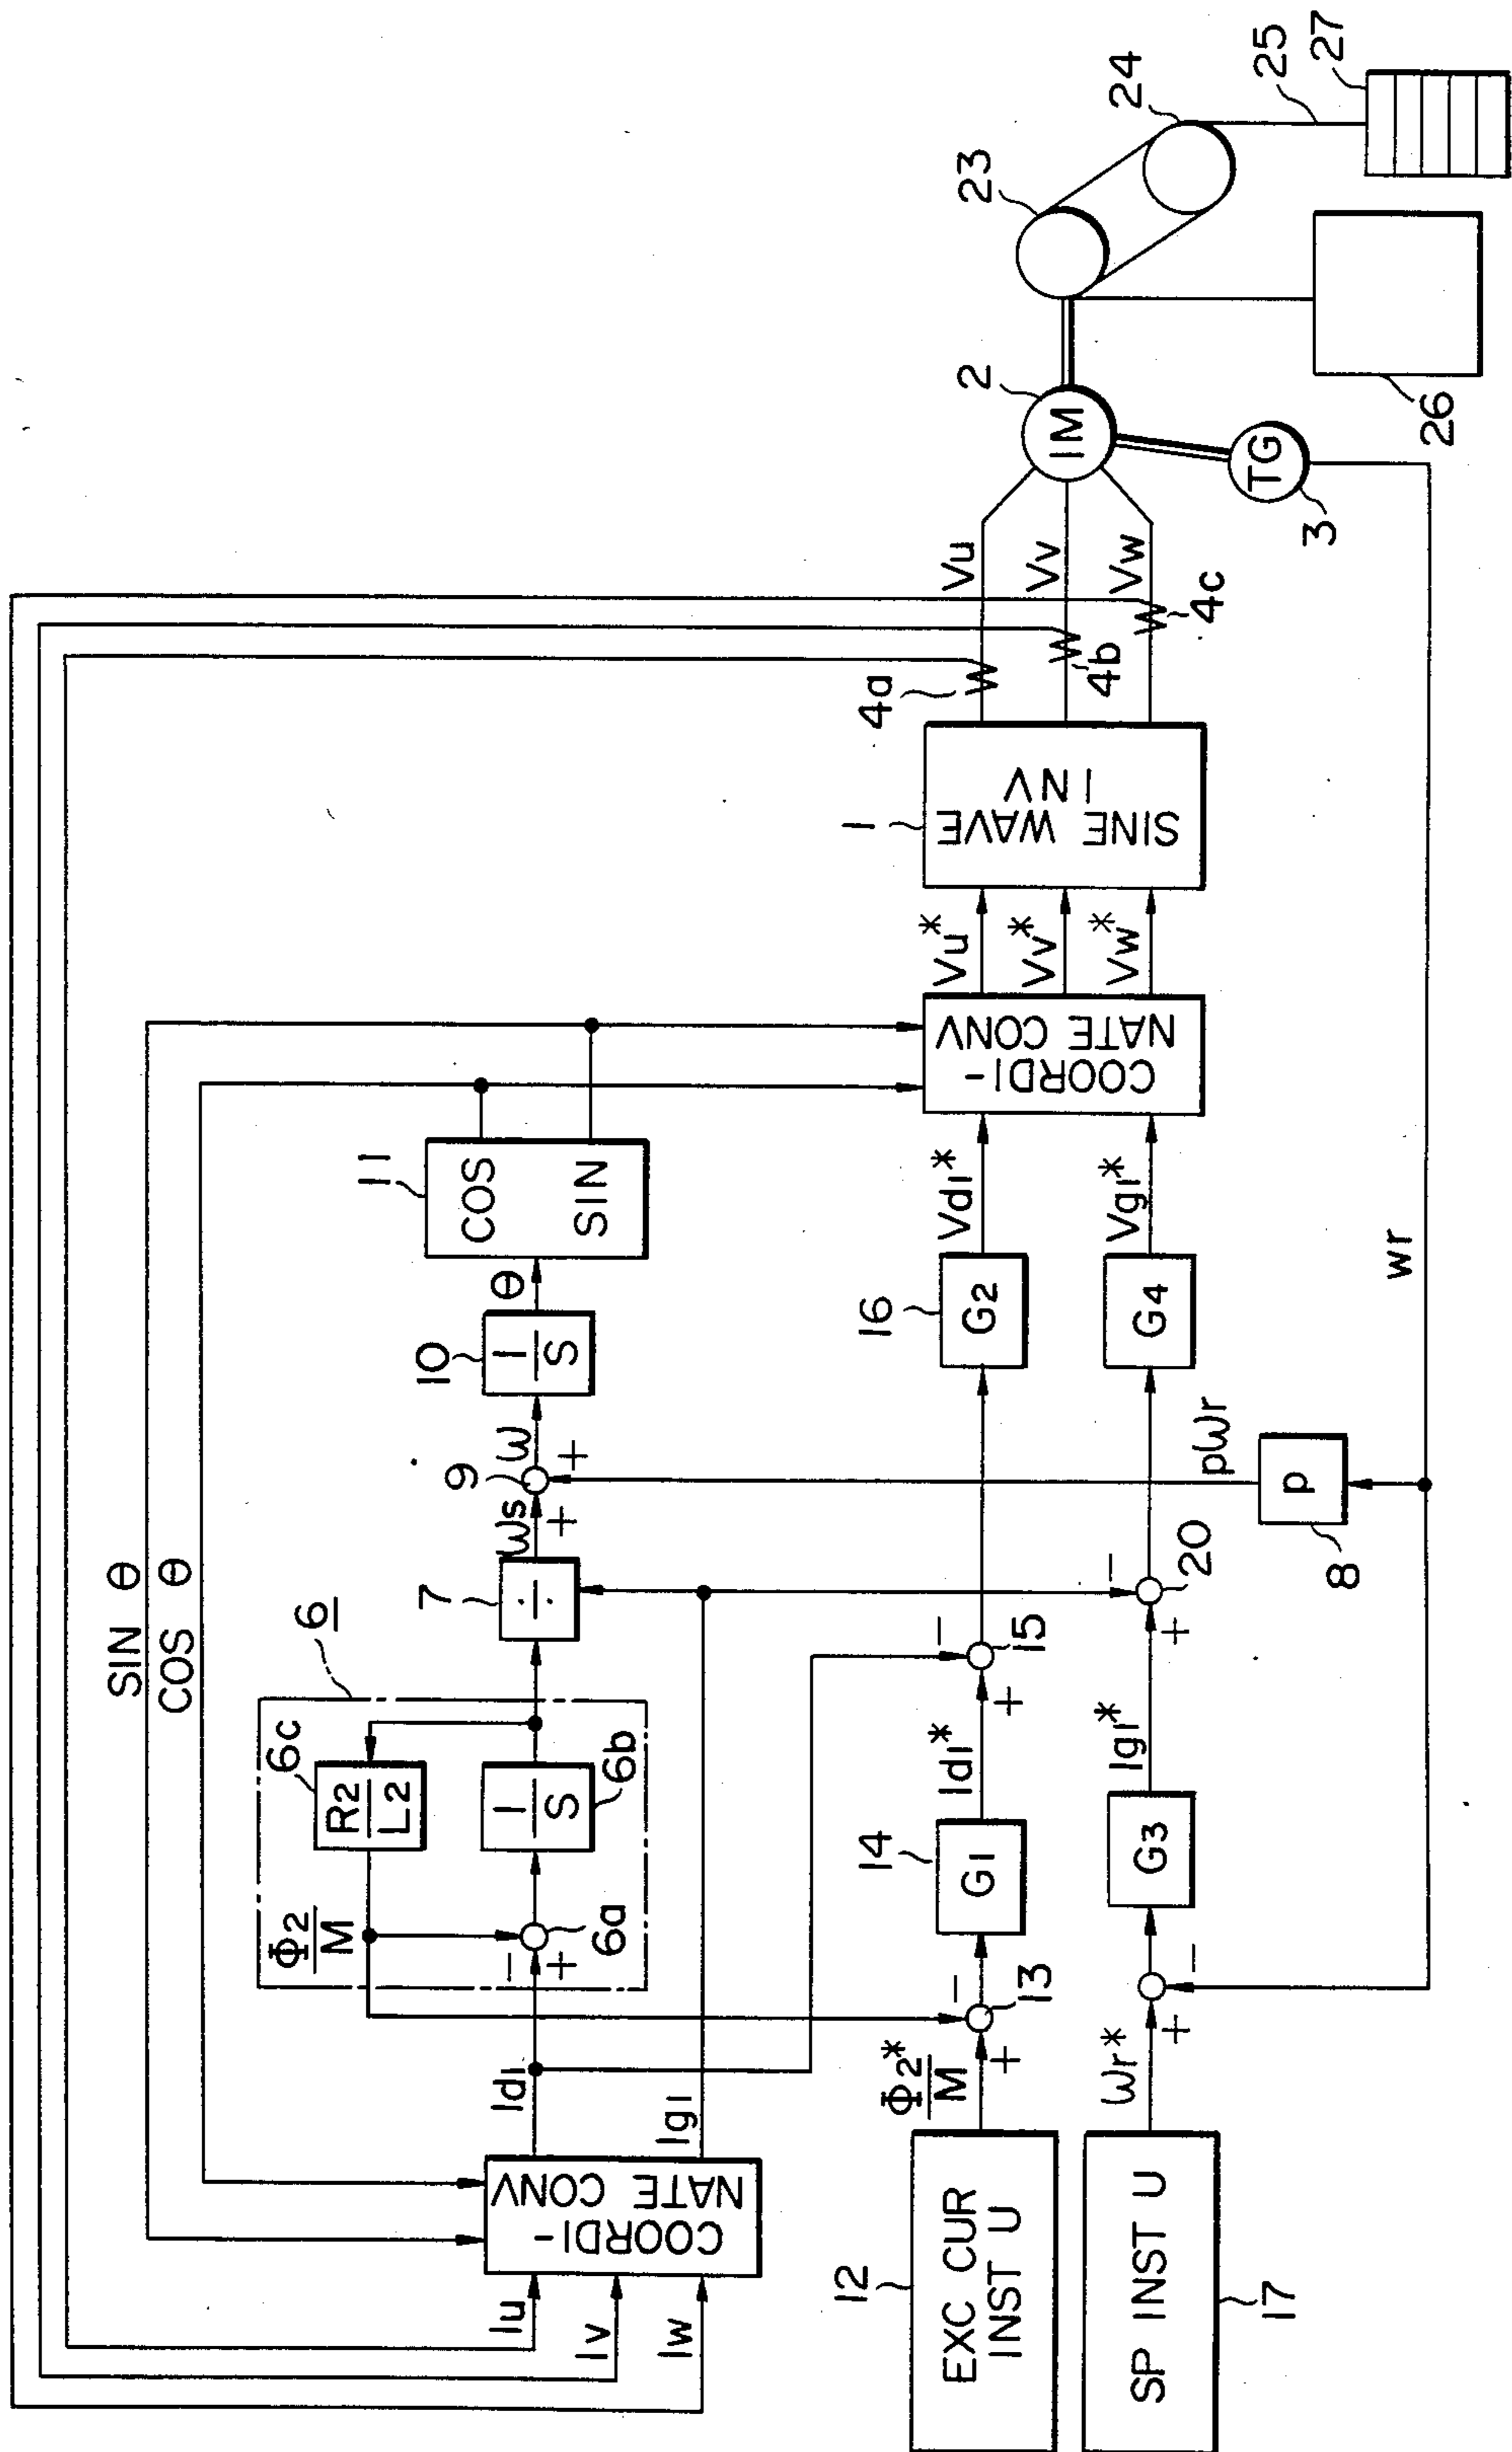 SIN θ
COS θ
6
6c
R2
L2
Φ2
M
7
10
1
S
θ
11
COS
SIN
Iu
Iv
Iw
COORDI-
NATE CONV
Id1
Ig1
-
+
6a
1
S
6b
÷
ωs
+
9
ω
+
12
EXC CUR
INST U
Φ2*
M
+
-
13
14
G1
Id1*
+
-
15
16
G2
Vd1*
COORDI-
NATE CONV
Vu*
Vv*
Vw*
1
SINE WAVE
INV
4a
4b
4c
Vu
Vv
Vw
2
IM
23
24
25
27
SP INST U
17
ωr*
+
-
G3
Ig1*
+
-
20
G4
Vg1*
8
p
pωr
wr
TG
3
26